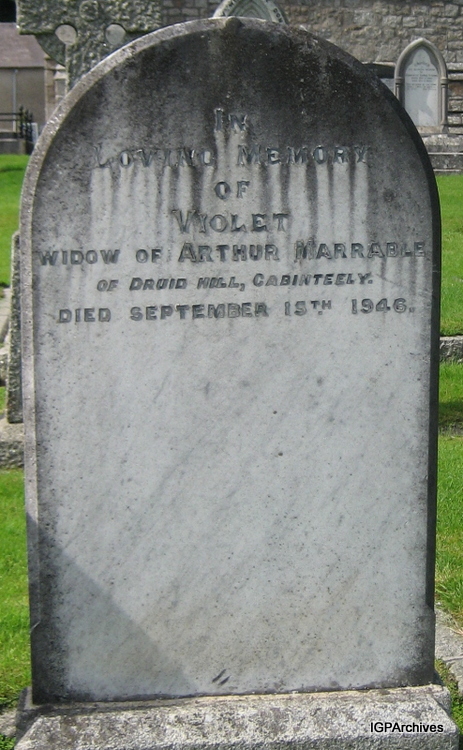 In
Loving Memory
of
Violet
widow of Arthur Marrable
of Druid Hill, Cabinteely.
died September 15th 1946.
IGPArchives